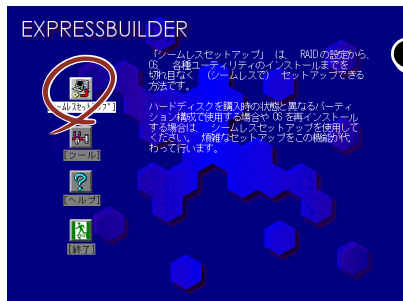 EXPRESSBUILDER
「シームレスセットアップ」 は、 RAIDの設定から、
OS、 各種ユーティリティのインストールまでを
切れ目なく （シームレスで） セットアップできる
方法です。
ハードディスクを購入時の状態と異なるパーティ
ション構成で使用する場合や OS を再インストール
する場合は、 シームレスセットアップを使用して
ください。 煩雑なセットアップをこの機能が代
わって行います。
[ツール]
[ヘルプ]
[終了]